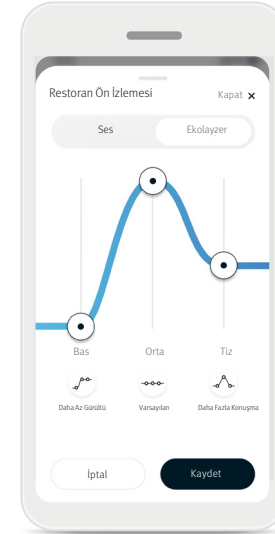 Restoran Ön İzlemesi
Kapat ×
Ses
Ekolayzer
Bas
Orta
Tiz
Daha Az Gürültü
Varsayılan
Daha Fazla Konuşma
İptal
Kaydet